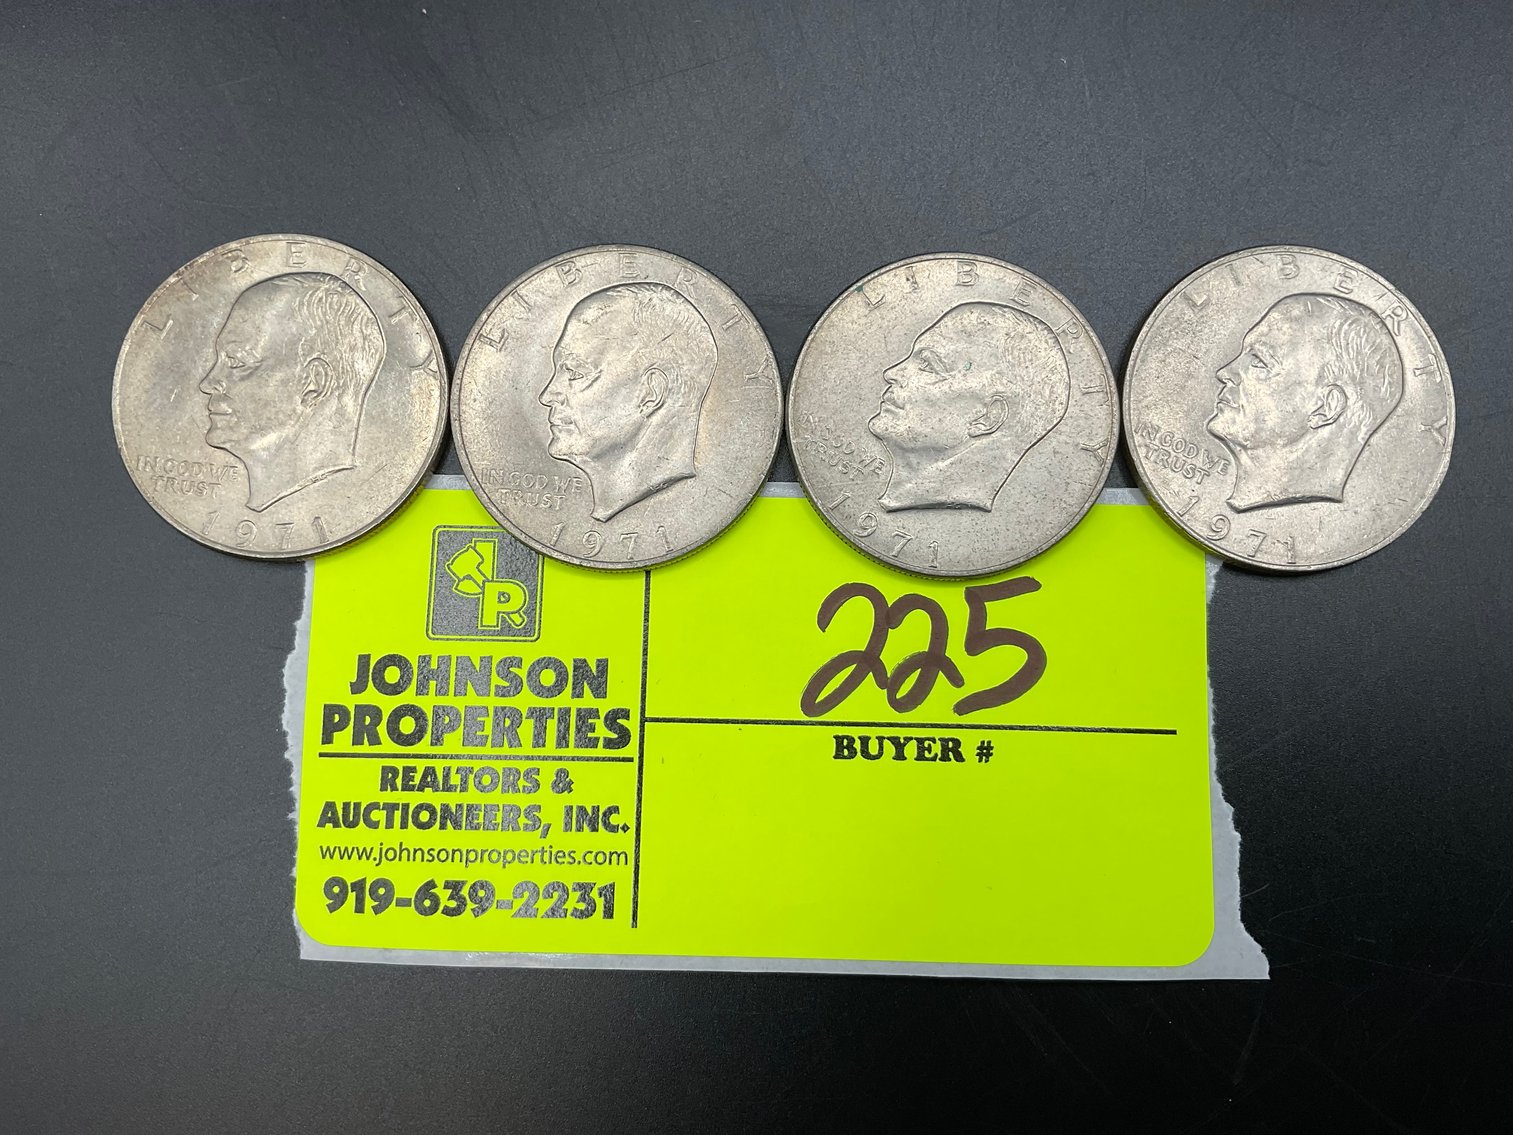 LIBERTY
IN GOD WE
TRUST
1971
LIBERTY
IN GOD WE
TRUST
1971
LIBERTY
IN GOD WE
TRUST
1971
LIBERTY
IN GOD WE
TRUST
1971
JR
JOHNSON
PROPERTIES
REALTORS &
AUCTIONEERS, INC.
www.johnsonproperties.com
919-639-2231
225
BUYER #